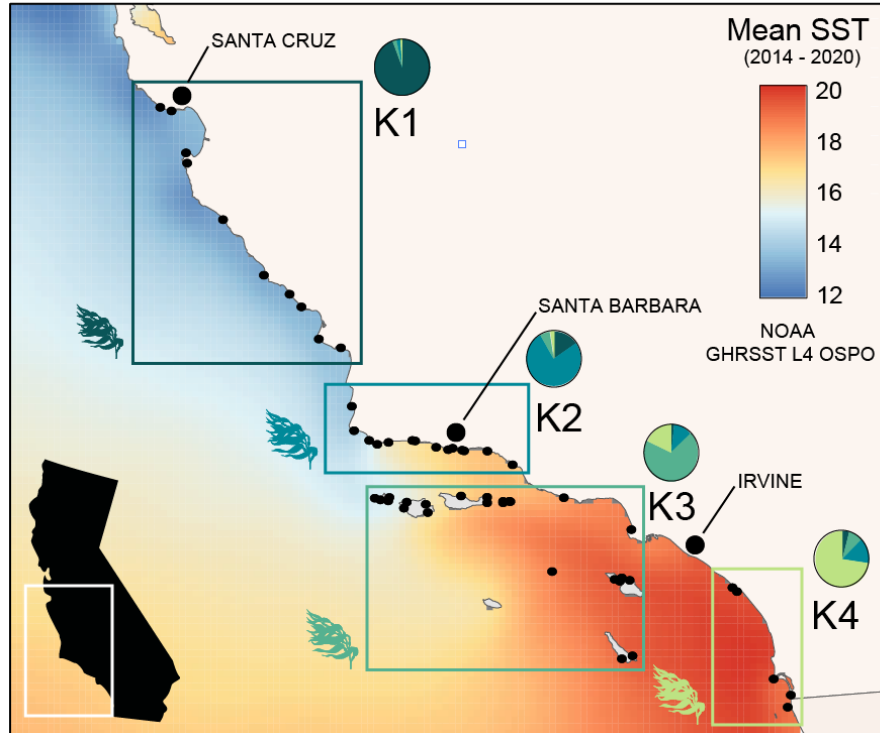 SANTA CRUZ
Mean SST
(2014 - 2020)
K1
20
18
16
14
12
SANTA BARBARA
NOAA
GHRSST L4 OSPO
K2
K3
IRVINE
K4